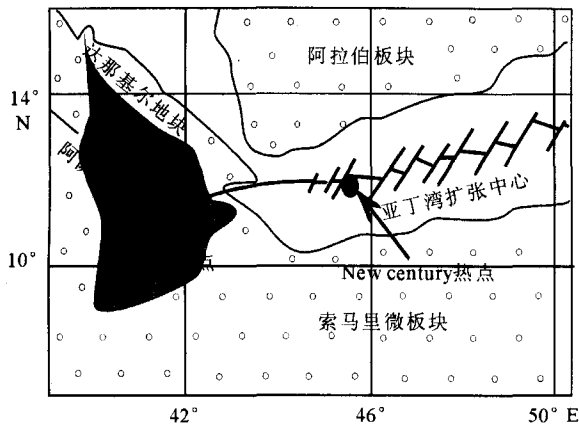 阿拉伯板块
达那基尔地块
14°
N
阿
亚丁湾扩张中心
点
10°
New century热点
索马里微板块
42°
46°
50° E